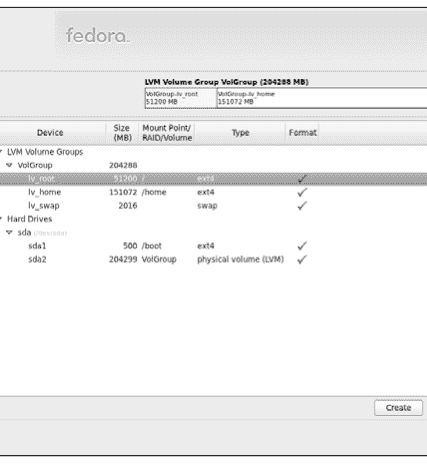 fedora.
LVM Volume Group VolGroup (204288 MB)
VolGroup-lv_root VolGroup-lv_home
51200 MB 151072 MB
Device Size (MB) Mount Point/ RAID/Volume Type Format
LVM Volume Groups
VolGroup 204288
lv_root 51200 / ext4
lv_home 151072 /home ext4
lv_swap 2016 swap
Hard Drives
sda (/dev/sda)
sda1 500 /boot ext4
sda2 204299 VolGroup physical volume (LVM)
Create